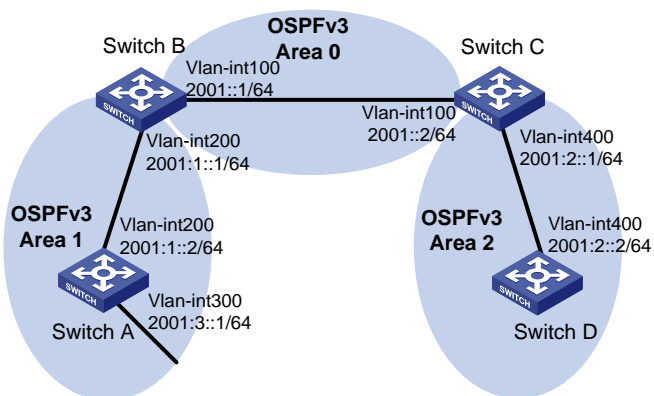 OSPFv3
Area 0
Switch B
Switch C
Vlan-int100
2001::1/64
SWITCH
Vlan-int100
2001::2/64
SWITCH
Vlan-int200
2001:1::1/64
Vlan-int400
2001:2::1/64
OSPFv3
Area 1
Vlan-int200
2001:1::2/64
OSPFv3
Area 2
Vlan-int400
2001:2::2/64
SWITCH
SWITCH
Vlan-int300
2001:3::1/64
Switch A
Switch D